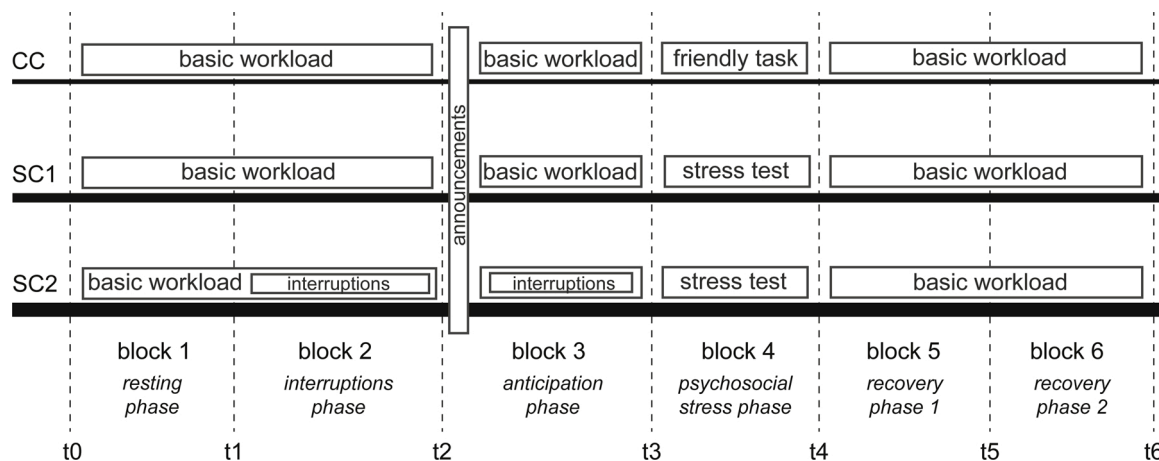 CC
basic workload
basic workload
friendly task
basic workload
announcements
SC1
basic workload
basic workload
stress test
basic workload
SC2
basic workload
interruptions
interruptions
stress test
basic workload
block 1
block 2
block 3
block 4
block 5
block 6
resting
phase
interruptions
phase
anticipation
phase
psychosocial
stress phase
recovery
phase 1
recovery
phase 2
t0
t1
t2
t3
t4
t5
t6